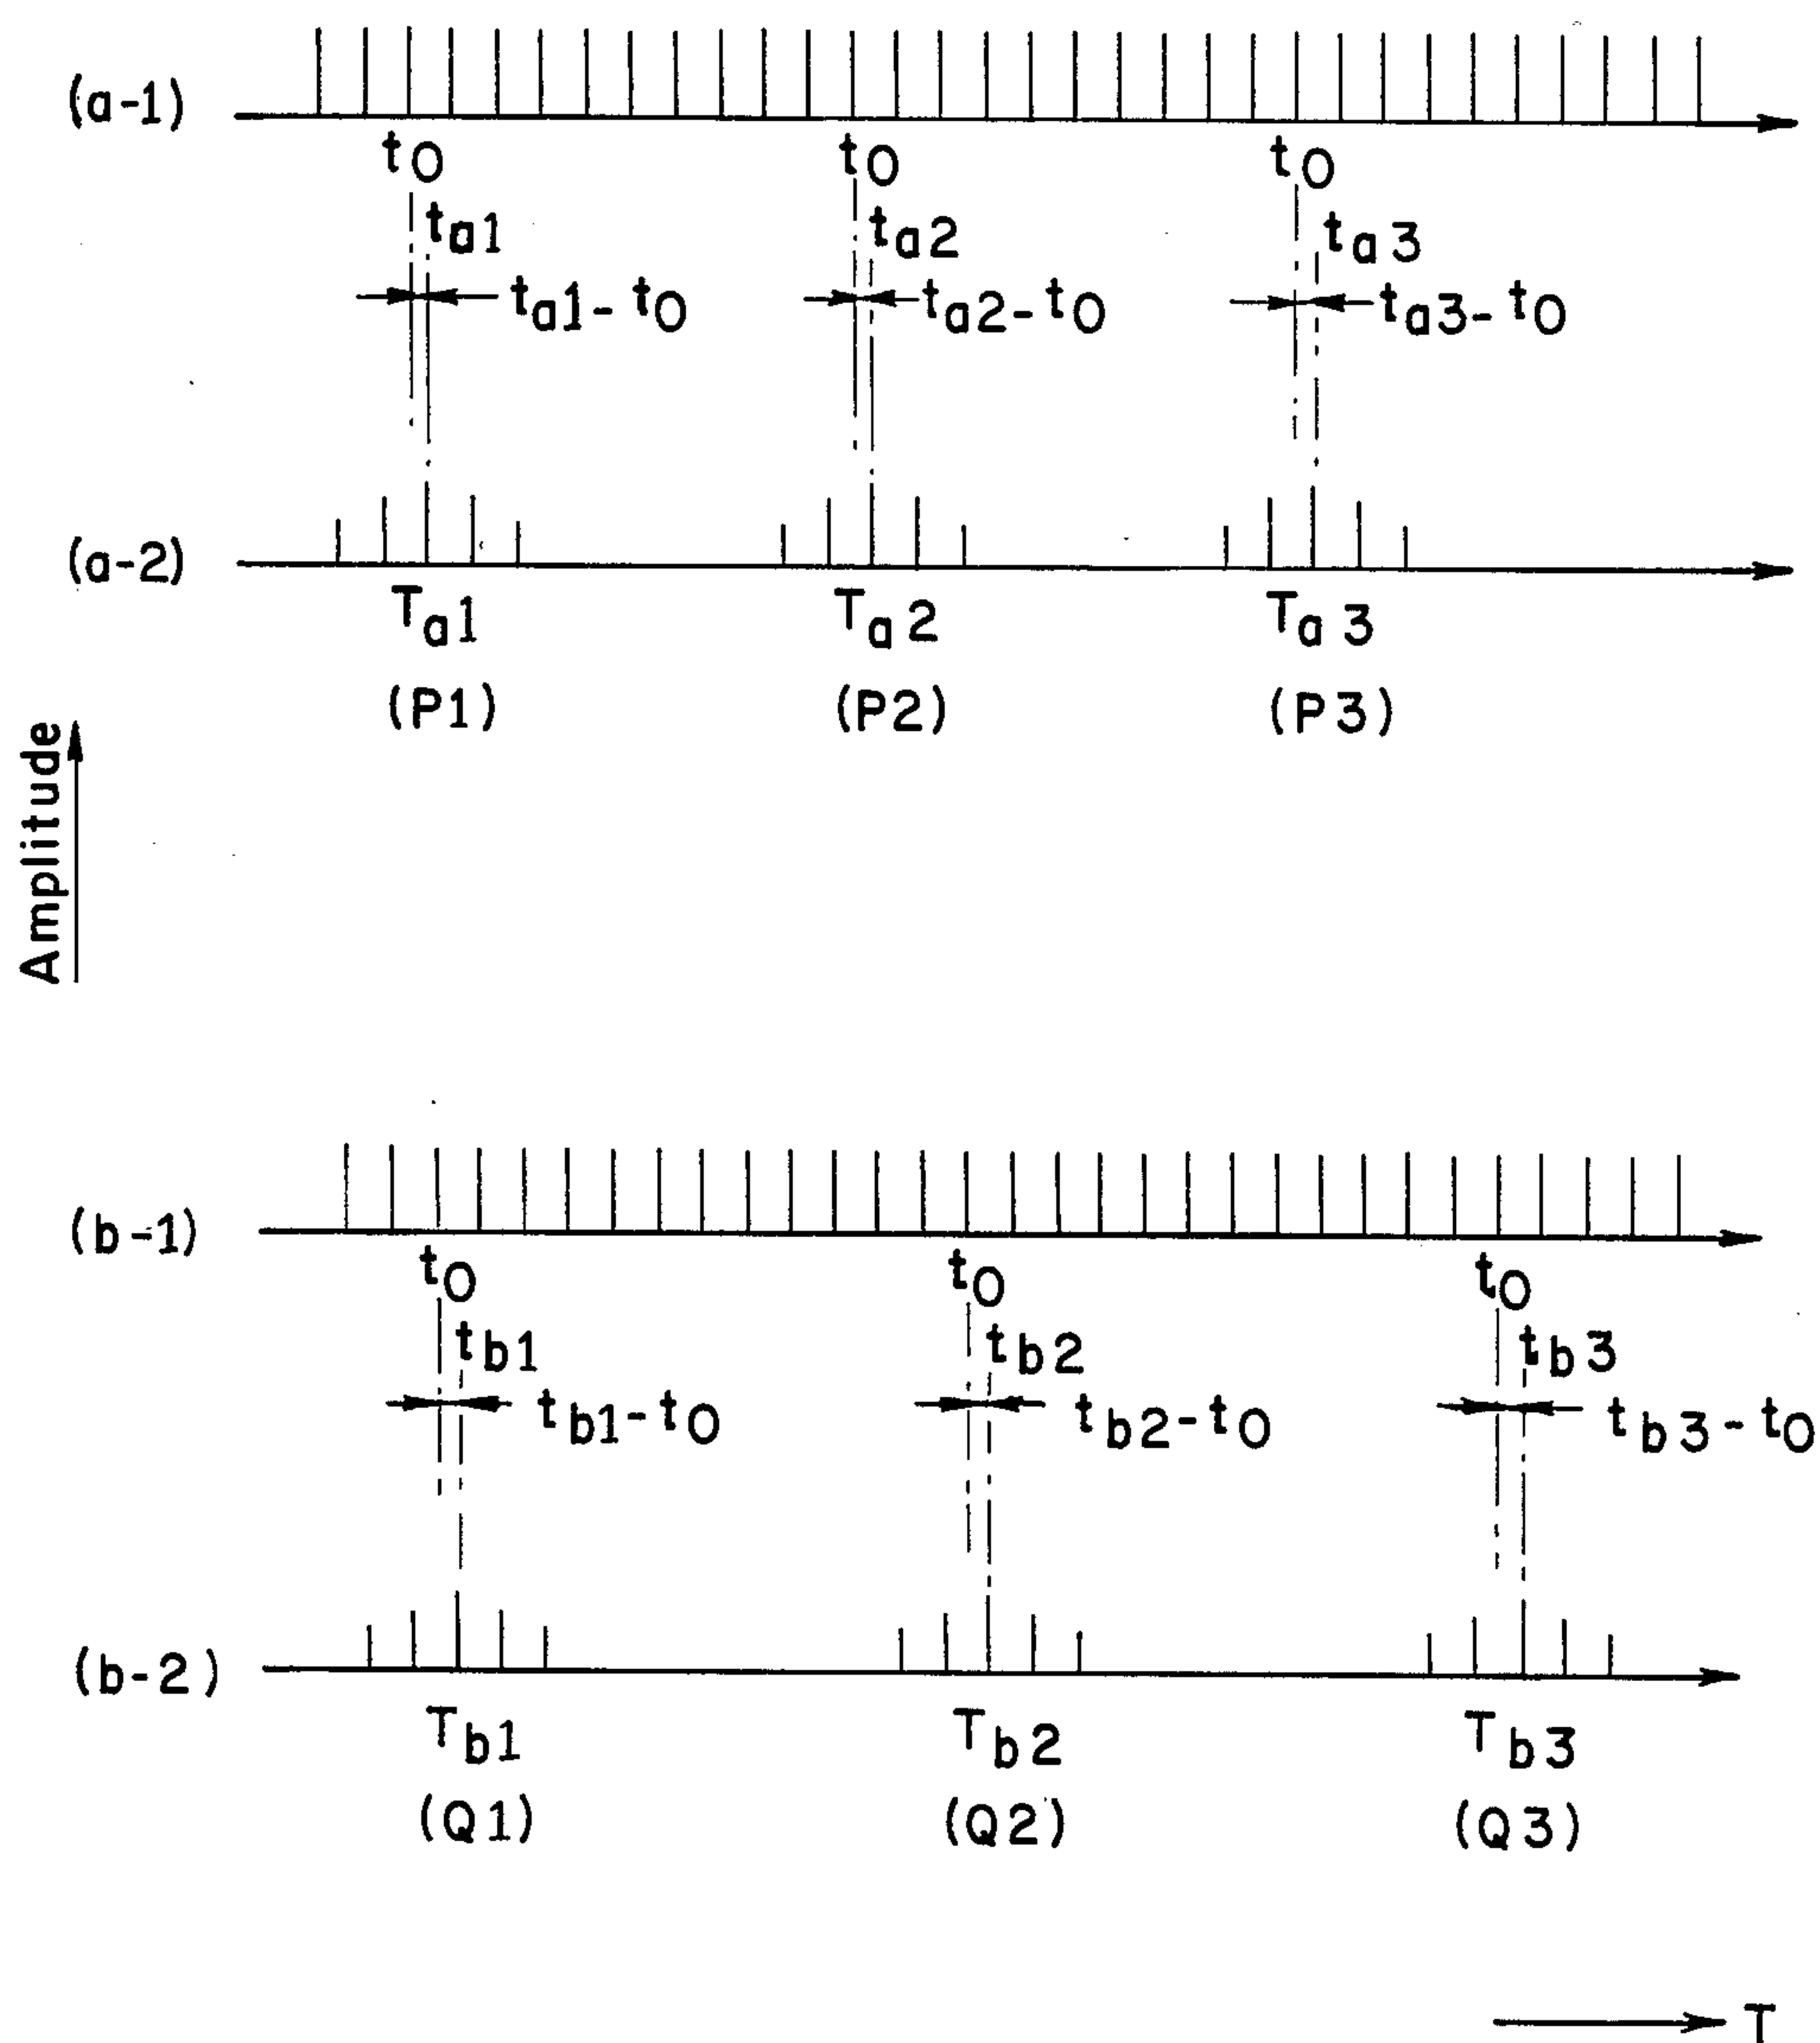 (a-1)
t0 t0 t0
ta1 ta2 ta3
ta1-t0 ta2-t0 ta3-t0
(a-2)
Ta1 Ta2 Ta3
(P1) (P2) (P3)
Amplitude
(b-1)
t0 t0 t0
tb1 tb2 tb3
tb1-t0 tb2-t0 tb3-t0
(b-2)
Tb1 Tb2 Tb3
(Q1) (Q2) (Q3)
T